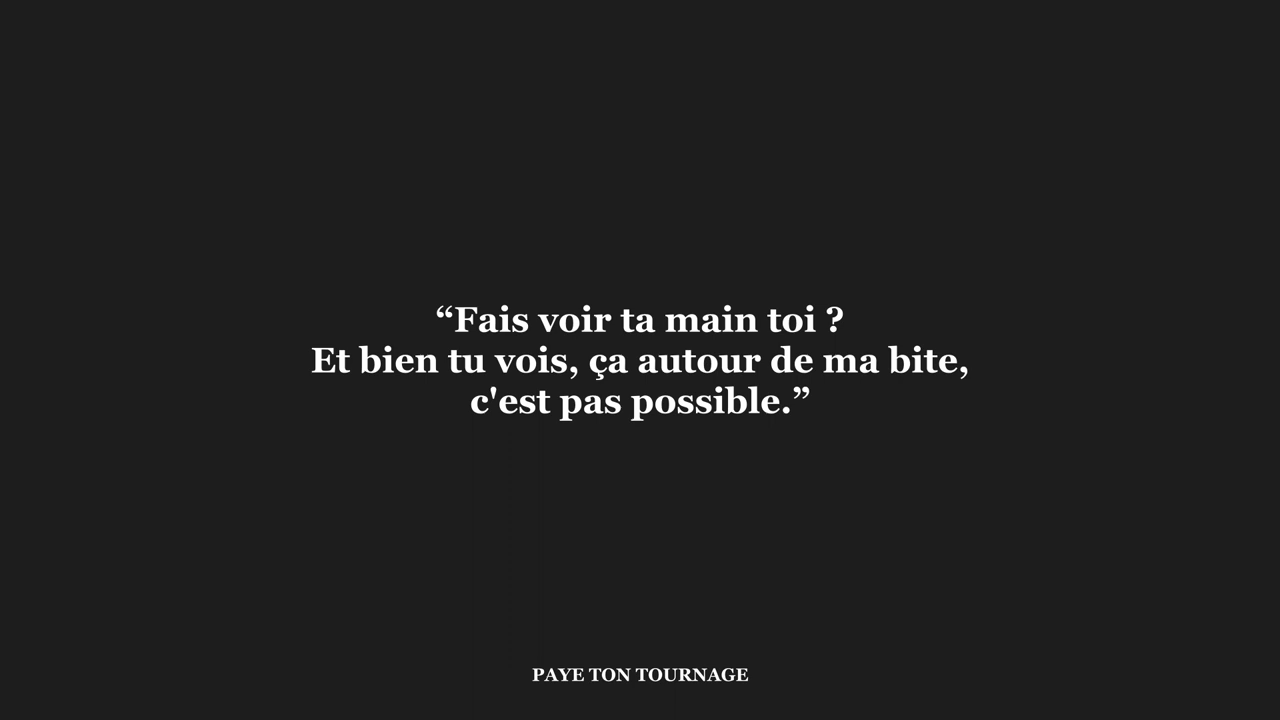 “Fais voir ta main toi ?
Et bien tu vois, ça autour de ma bite,
c'est pas possible.”
PAYE TON TOURNAGE